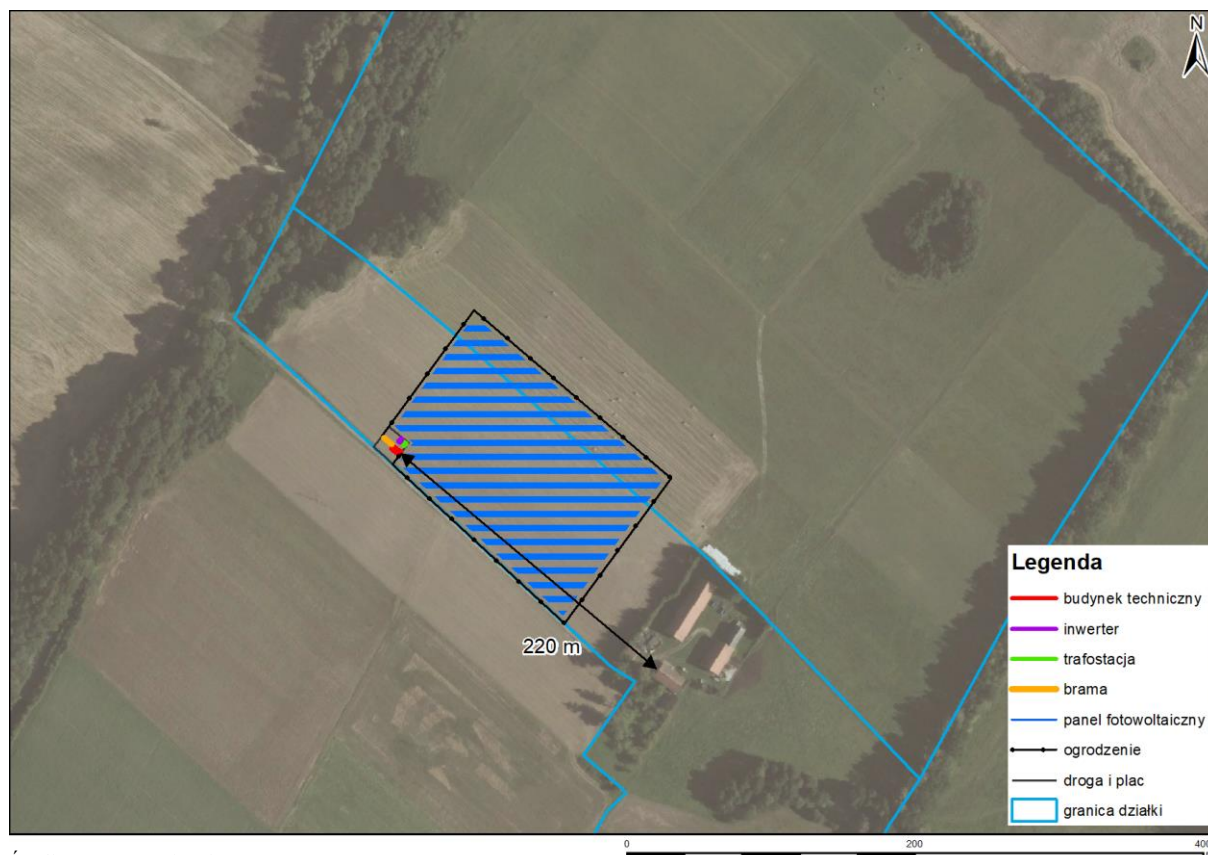 N
220 m
Legenda
budynek techniczny
inwerter
trafostacja
brama
panel fotowoltaiczny
ogrodzenie
droga i plac
granica działki
0 200 400